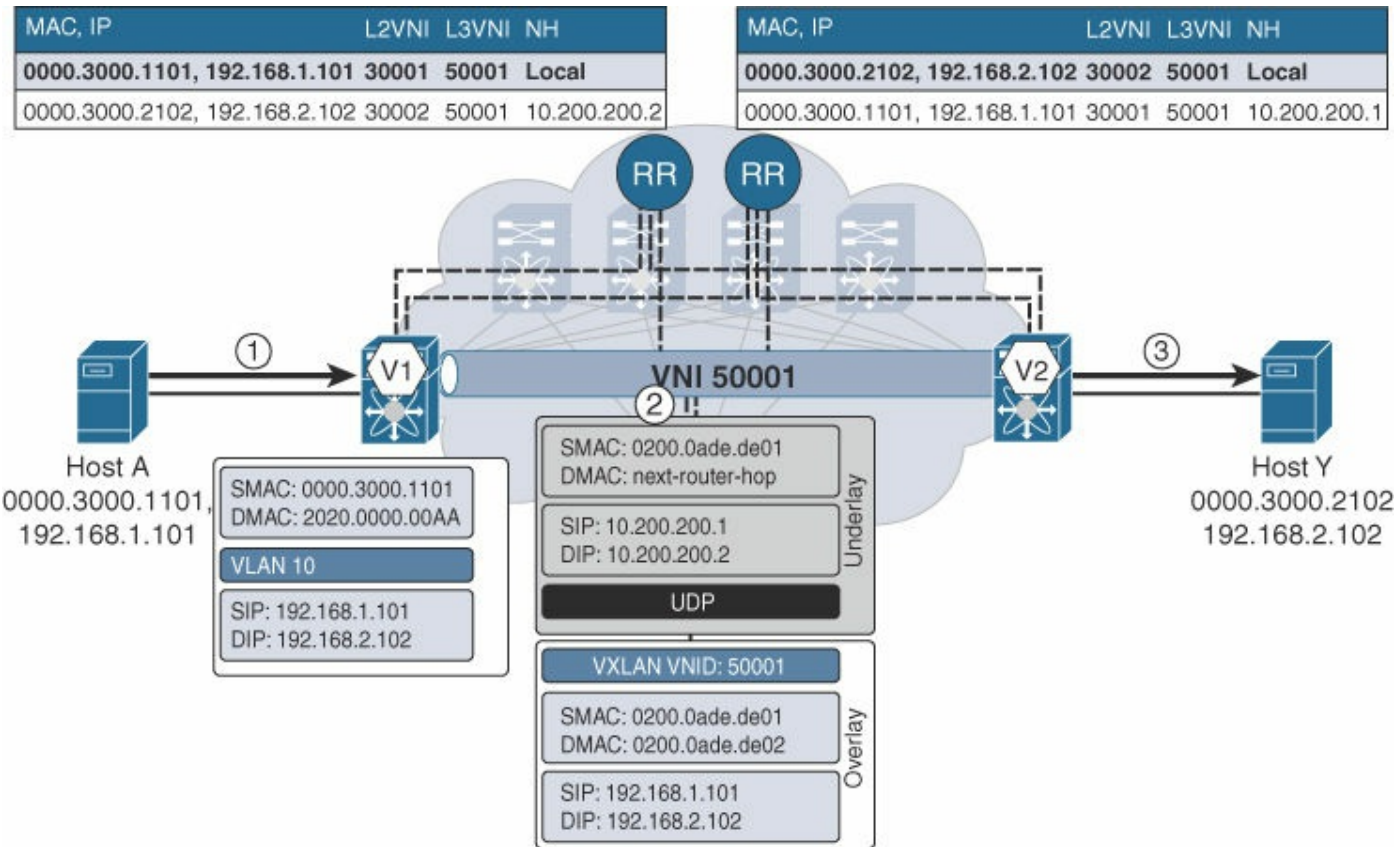 MAC, IP L2VNI L3VNI NH
0000.3000.1101, 192.168.1.101 30001 50001 Local
0000.3000.2102, 192.168.2.102 30002 50001 10.200.200.2
MAC, IP L2VNI L3VNI NH
0000.3000.2102, 192.168.2.102 30002 50001 Local
0000.3000.1101, 192.168.1.101 30001 50001 10.200.200.1
RR
RR
1
V1
VNI 50001
V2
3
2
Host A
0000.3000.1101,
192.168.1.101
SMAC: 0000.3000.1101
DMAC: 2020.0000.00AA
VLAN 10
SIP: 192.168.1.101
DIP: 192.168.2.102
SMAC: 0200.0ade.de01
DMAC: next-router-hop
SIP: 10.200.200.1
DIP: 10.200.200.2
UDP
Underlay
VXLAN VNID: 50001
SMAC: 0200.0ade.de01
DMAC: 0200.0ade.de02
SIP: 192.168.1.101
DIP: 192.168.2.102
Overlay
Host Y
0000.3000.2102
192.168.2.102